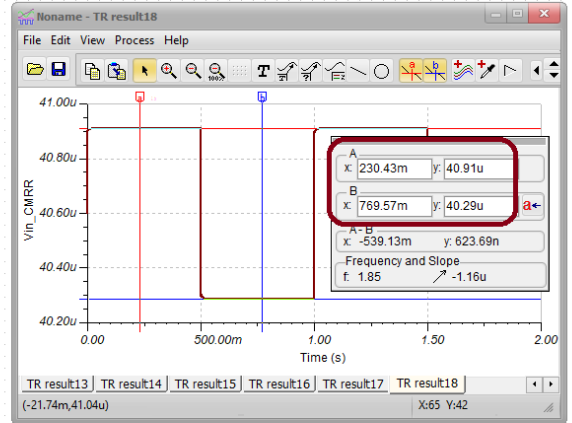 Noname - TR result18
File Edit View Process Help
T
a b
a b
41.00u
40.80u
40.60u
40.40u
40.20u
Vin_CMRR
0.00 500.00m 1.00 1.50 2.00
Time (s)
A
x: 230.43m y: 40.91u
B
x: 769.57m y: 40.29u a
A - B
x: -539.13m y: 623.69n
Frequency and Slope
f: 1.85 -1.16u
TR result13 TR result14 TR result15 TR result16 TR result17 TR result18
(-21.74m,41.04u) X:65 Y:42